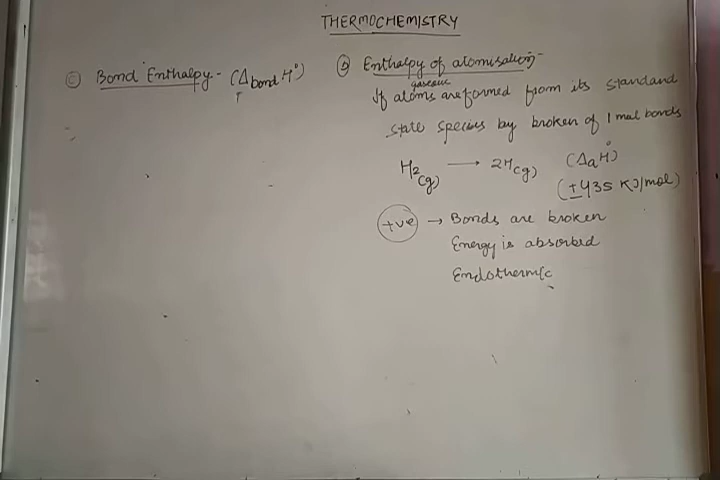 THERMOCHEMISTRY
© Bond Enthalpy - (Δbond H°)
② Enthalpy of atomisation -
gaseous
If atoms are formed from its standard
state species by broken of 1 mol bonds
H2(g) → 2H(g) (ΔaH°)
(+435 KJ/mol)
+ve → Bonds are broken
Energy is absorbed
Endothermic